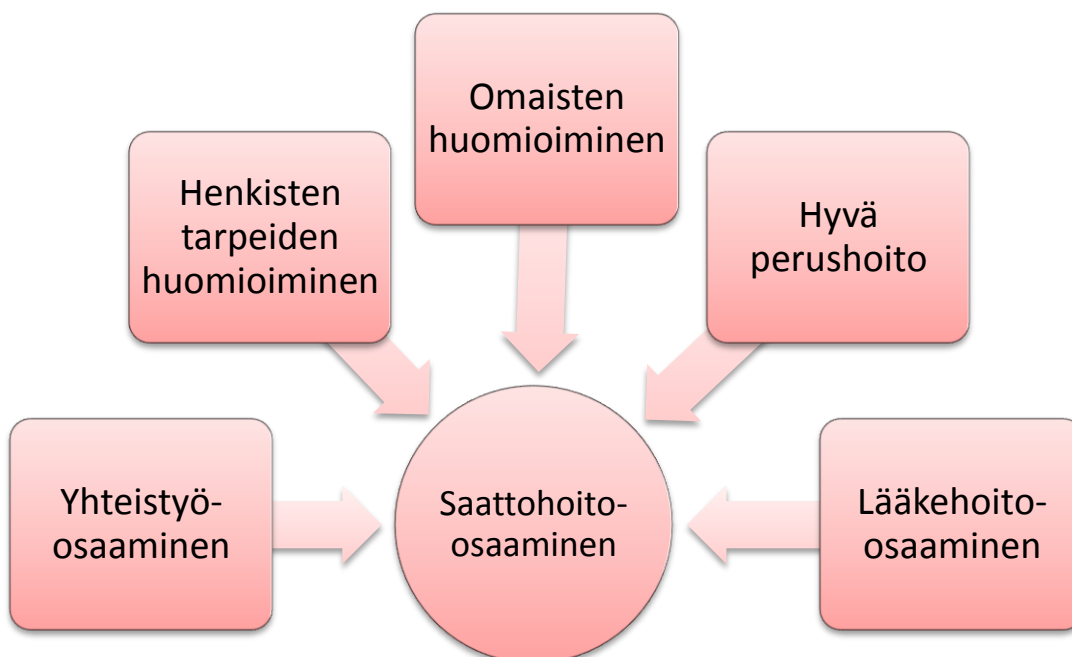 Omaisten
huomioiminen
Henkisten
tarpeiden
huomioiminen
Hyvä
perushoito
Yhteistyö-
osaaminen
Saattohoito-
osaaminen
Lääkehoito-
osaaminen